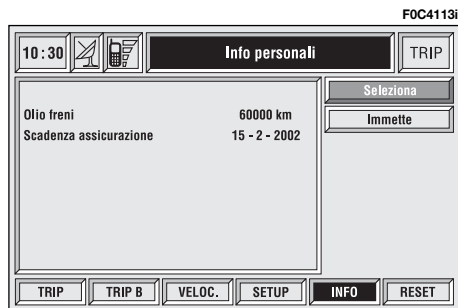 F0C4113i
10:30 Info personali TRIP
Seleziona
Immette
Olio freni 60000 km
Scadenza assicurazione 15 - 2 - 2002
TRIP TRIP B VELOC. SETUP INFO RESET